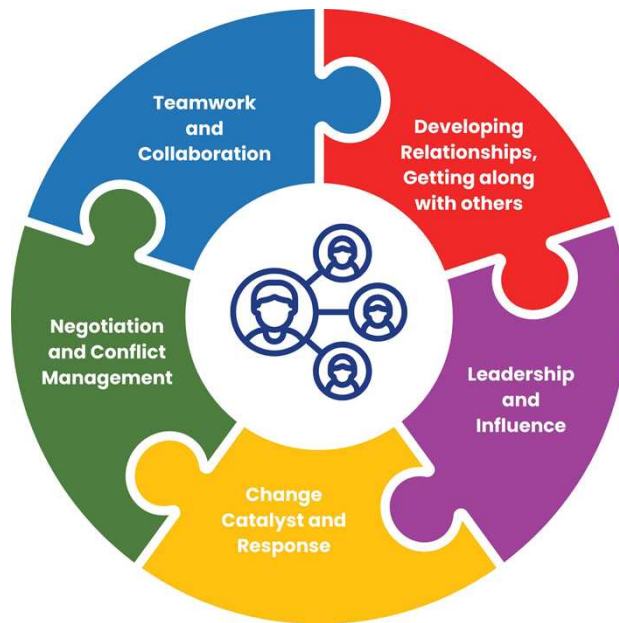 Teamwork
and
Collaboration
Developing
Relationships,
Getting along
with others
Negotiation
and Conflict
Management
Leadership
and
Influence
Change
Catalyst and
Response